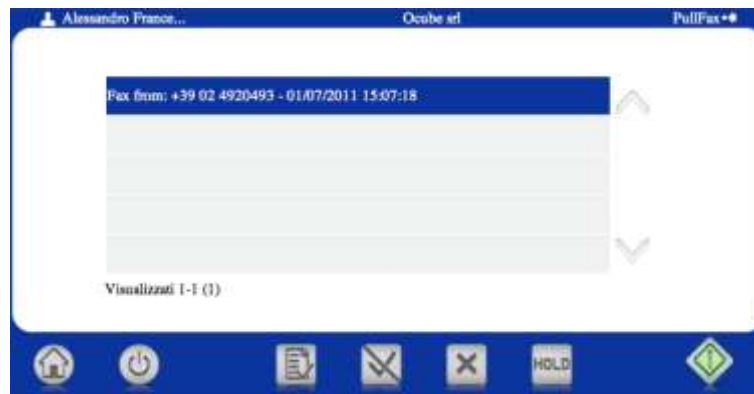 Alessandro France... Ocube srl PullFax
Fax from: +39 02 4920493 - 01/07/2011 15:07:18
Visualizzati 1-1 (1)
HOLD